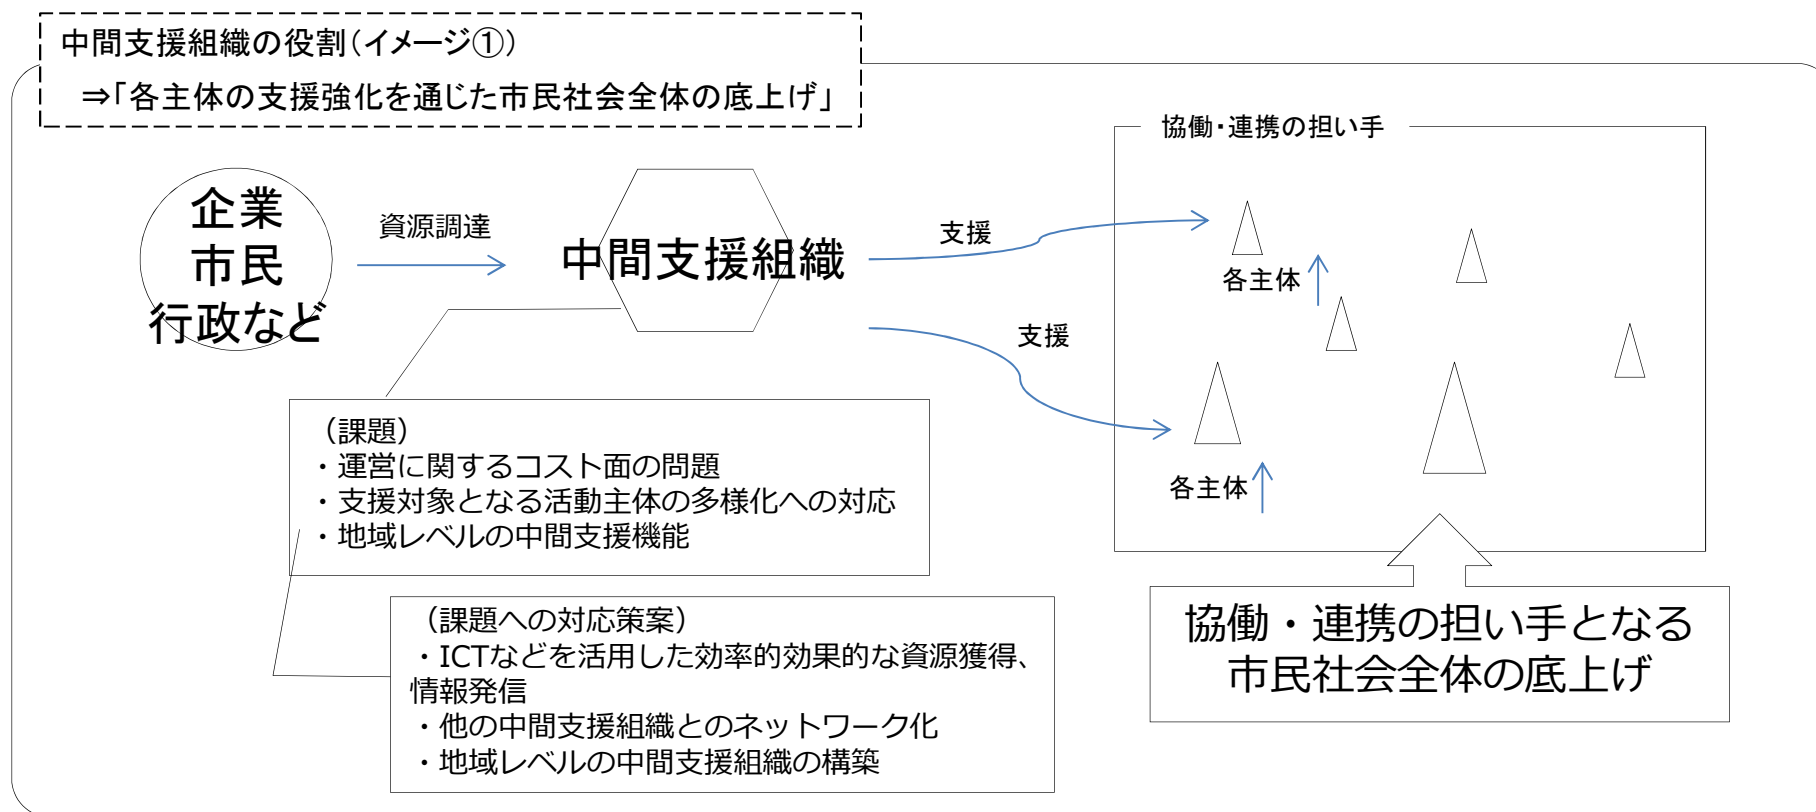 中間支援組織の役割（イメージ①）
⇒「各主体の支援強化を通じた市民社会全体の底上げ」
企業
市民
行政など
資源調達
中間支援組織
支援
支援
協働・連携の担い手
各主体
各主体
（課題）
・運営に関するコスト面の問題
・支援対象となる活動主体の多様化への対応
・地域レベルの中間支援機能
（課題への対応策案）
・ICTなどを活用した効率的効果的な資源獲得、
情報発信
・他の中間支援組織とのネットワーク化
・地域レベルの中間支援組織の構築
協働・連携の担い手となる
市民社会全体の底上げ